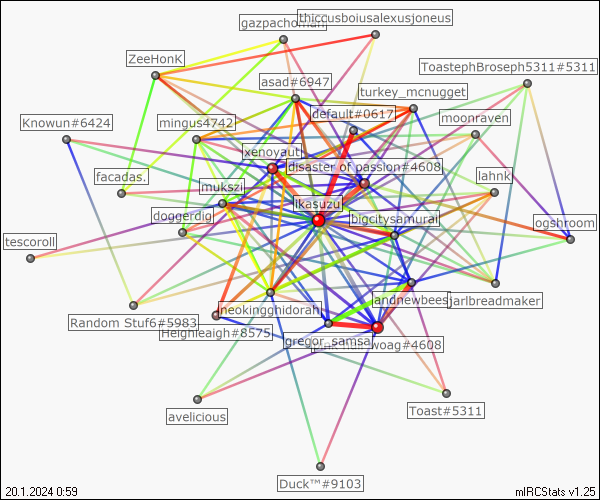 thiccusboiusalexusjoneus
gazpachoman
ZeeHonK
ToastephBroseph5311#5311
asad#6947
turkey_mcnugget
default#0617
Knowun#6424
mingus4742
moonraven
xenoyaut
disaster of passion#4608
facadas.
mukszi
lahnk
ikasuzu
doggerdig
bigcitysamurai
ogshroom
tescoroll
andrewbees
jarlbreadmaker
neokingghidorah
Random Stuf6#5983
Heighleaigh#8575
gregor_samsa
woag#4608
avelicious
Toast#5311
Duck™#9103
20.1.2024 0:59
mIRCStats v1.25